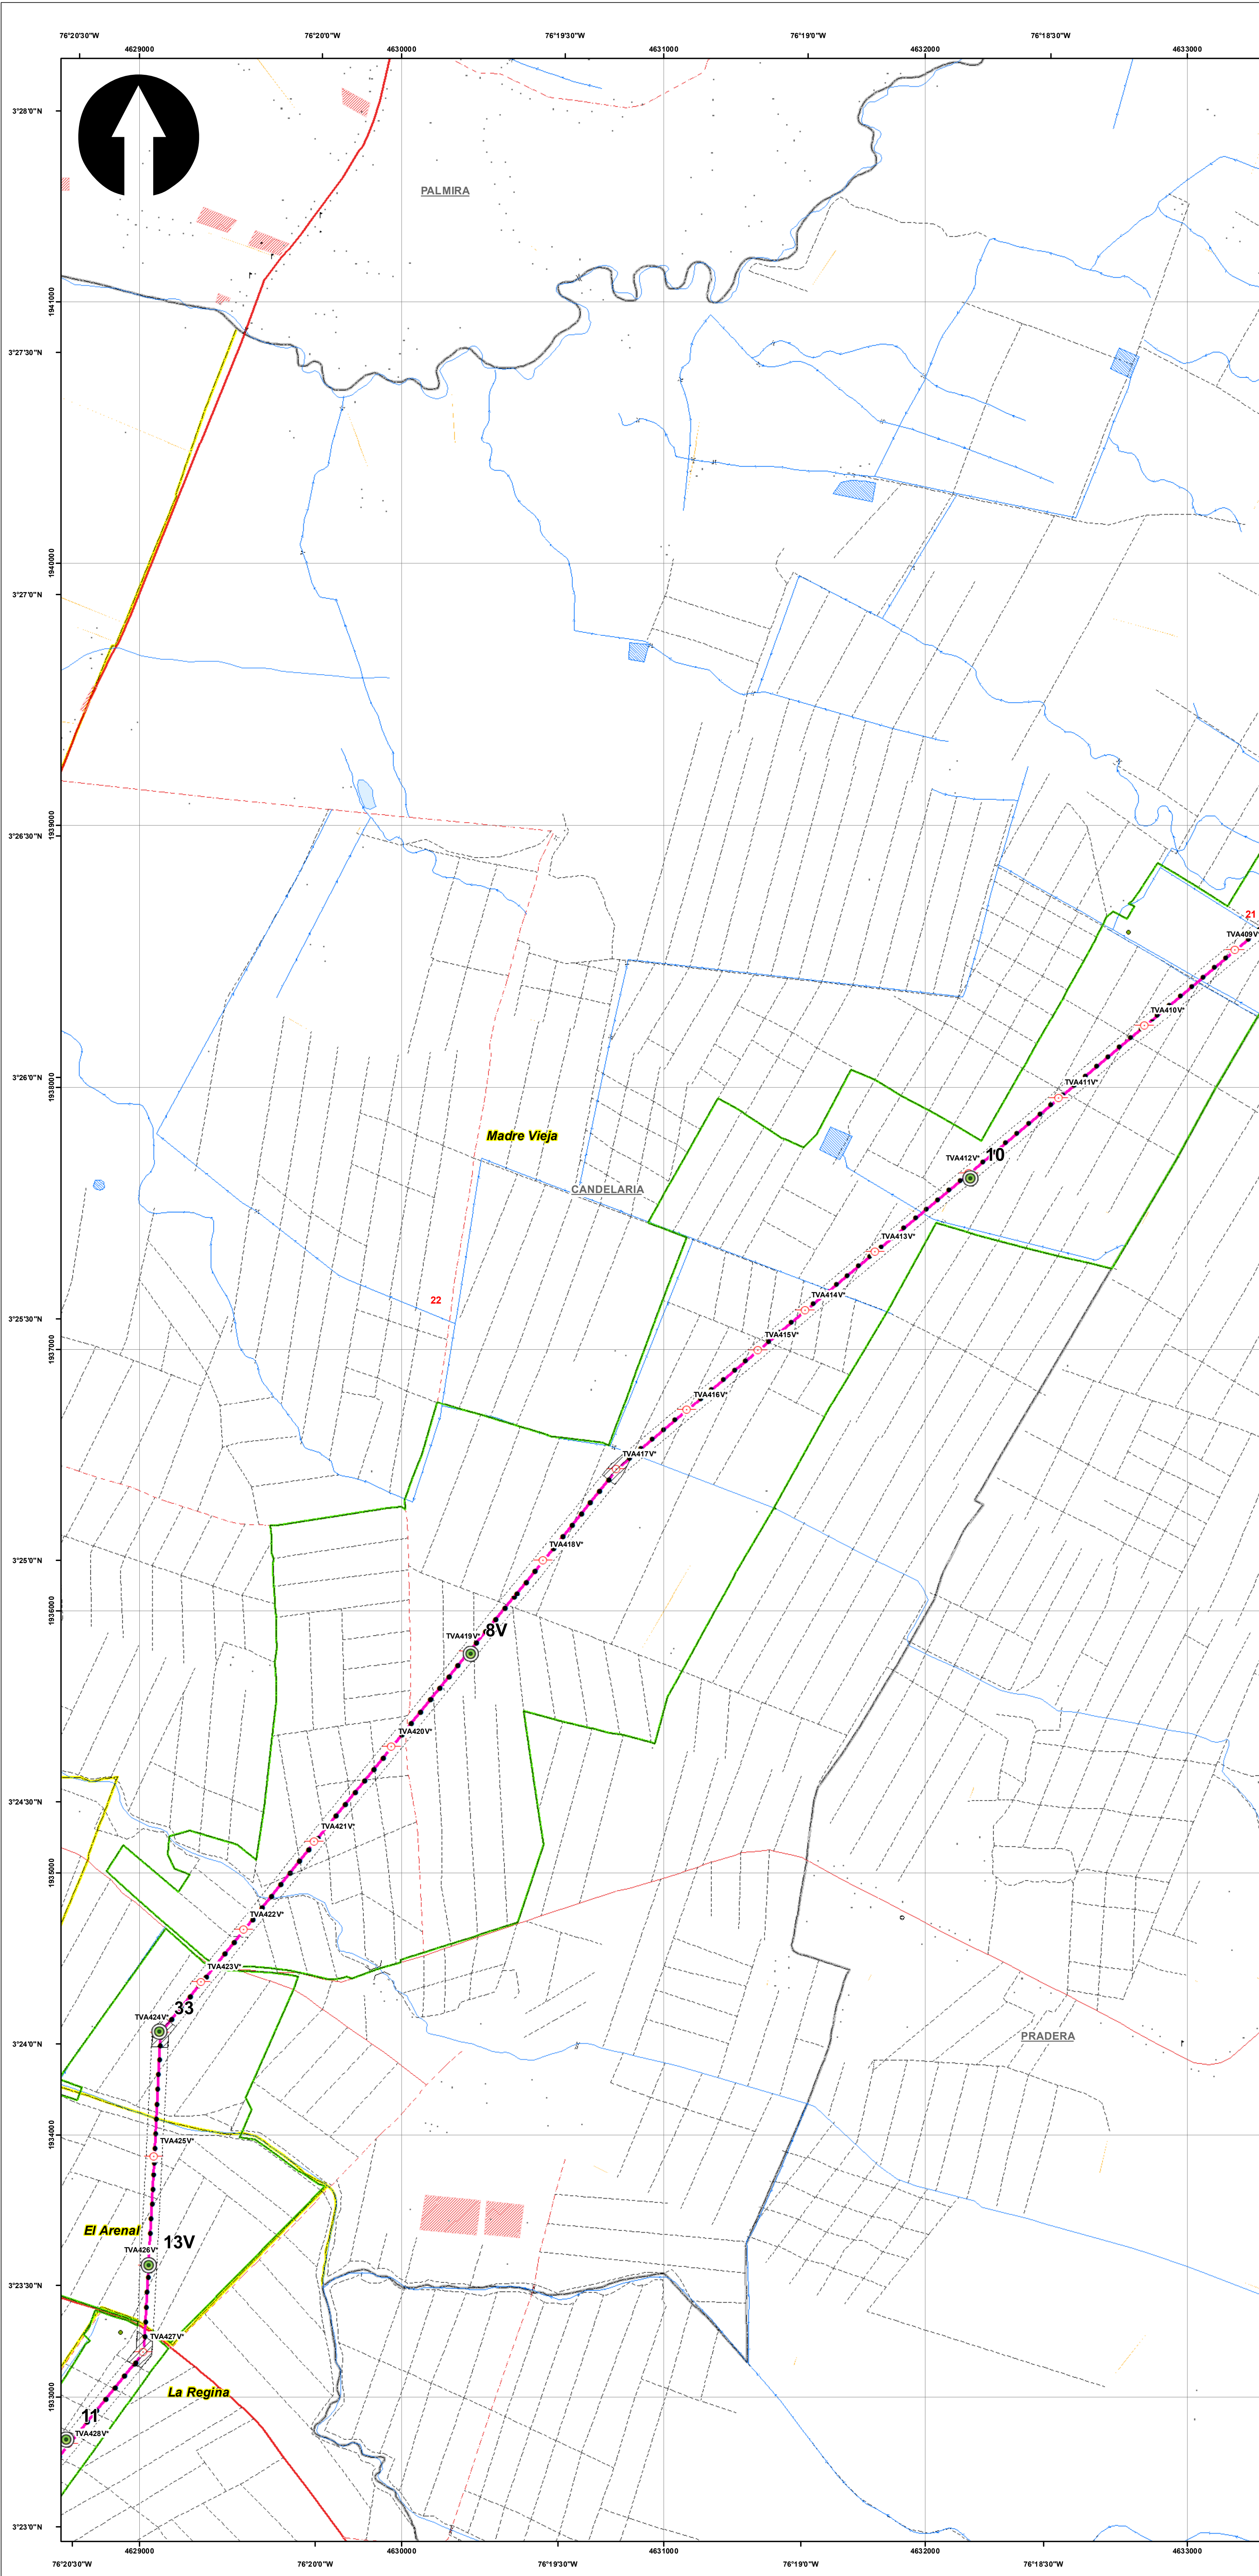 76°20'30"W 76°20'0"W 76°19'30"W 76°19'0"W 76°18'30"W
4629000 4630000 4631000 4632000 4633000
3°28'0"N
PALMIRA
1941000
3°27'30"N
1940000
3°27'0"N
1939000
3°26'30"N
21
TVA409V*
TVA410V*
3°26'0"N
1938000
TVA411V*
Madre Vieja
TVA412V*
10
CANDELARIA
TVA413V*
22
TVA414V*
3°25'30"N
TVA415V*
1937000
TVA416V*
TVA417V*
TVA418V*
3°25'0"N
1936000
8V
TVA419V*
TVA420V*
3°24'30"N
TVA421V*
1935000
TVA422V*
TVA423V*
33
TVA424V*
PRADERA
3°24'0"N
1934000
TVA425V*
El Arenal
13V
TVA426V*
3°23'30"N
TVA427V*
La Regina
1933000
11
TVA428V*
3°23'0"N
4629000 4630000 4631000 4632000 4633000
76°20'30"W 76°20'0"W 76°19'30"W 76°19'0"W 76°18'30"W